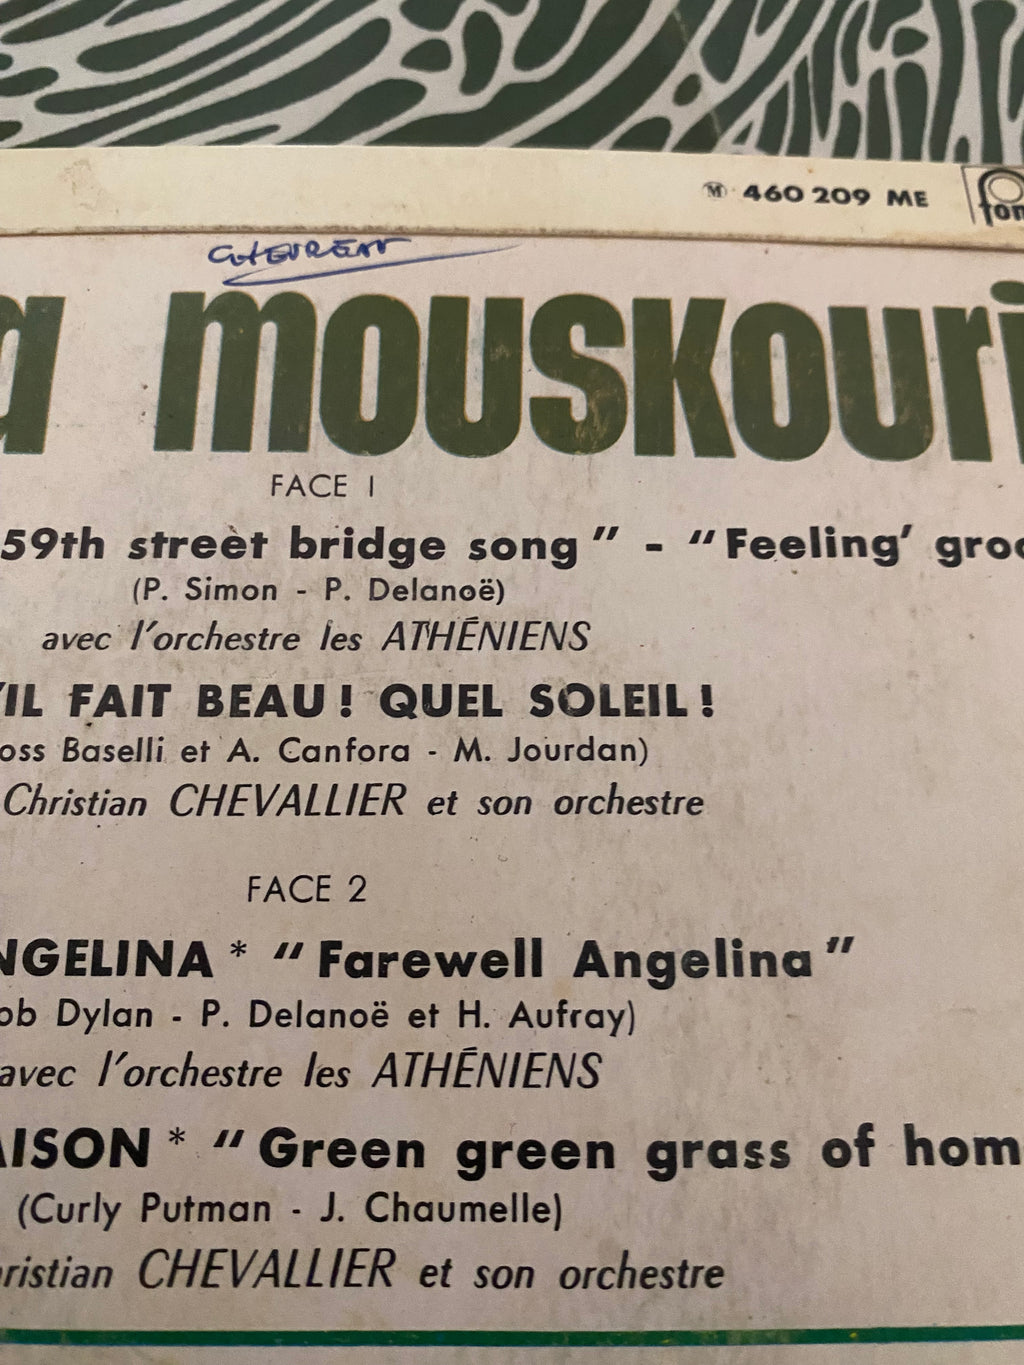 Ⓜ 460 209 ME
fon
CHEVREAU
a mouskouri
FACE 1
59th street bridge song" - "Feeling' groo
(P. Simon - P. Delanoë)
avec l'orchestre les ATHÉNIENS
'IL FAIT BEAU! QUEL SOLEIL!
oss Baselli et A. Canfora - M. Jourdan)
Christian CHEVALLIER et son orchestre
FACE 2
NGELINA * "Farewell Angelina"
ob Dylan - P. Delanoë et H. Aufray)
avec l'orchestre les ATHÉNIENS
AISON * "Green green grass of hom
(Curly Putman - J. Chaumelle)
ristian CHEVALLIER et son orchestre